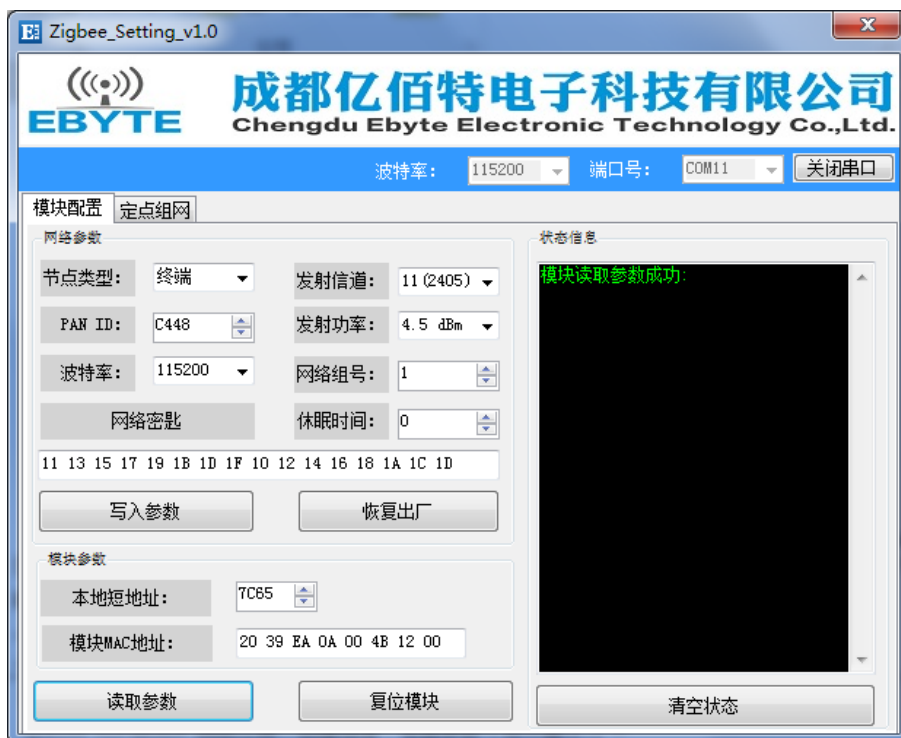 Zigbee_Setting_v1.0
EBYTE
成都亿佰特电子科技有限公司
Chengdu Ebyte Electronic Technology Co.,Ltd.
波特率： 115200 端口号： COM11 关闭串口
模块配置 定点组网
网络参数
节点类型： 终端 发射信道： 11(2405)
PAN ID： C448 发射功率： 4.5 dBm
波特率： 115200 网络组号： 1
网络密匙 休眠时间： 0
11 13 15 17 19 1B 1D 1F 10 12 14 16 18 1A 1C 1D
写入参数 恢复出厂
模块参数
本地短地址： 7C65
模块MAC地址： 20 39 EA 0A 00 4B 12 00
读取参数 复位模块
状态信息
模块读取参数成功：
清空状态